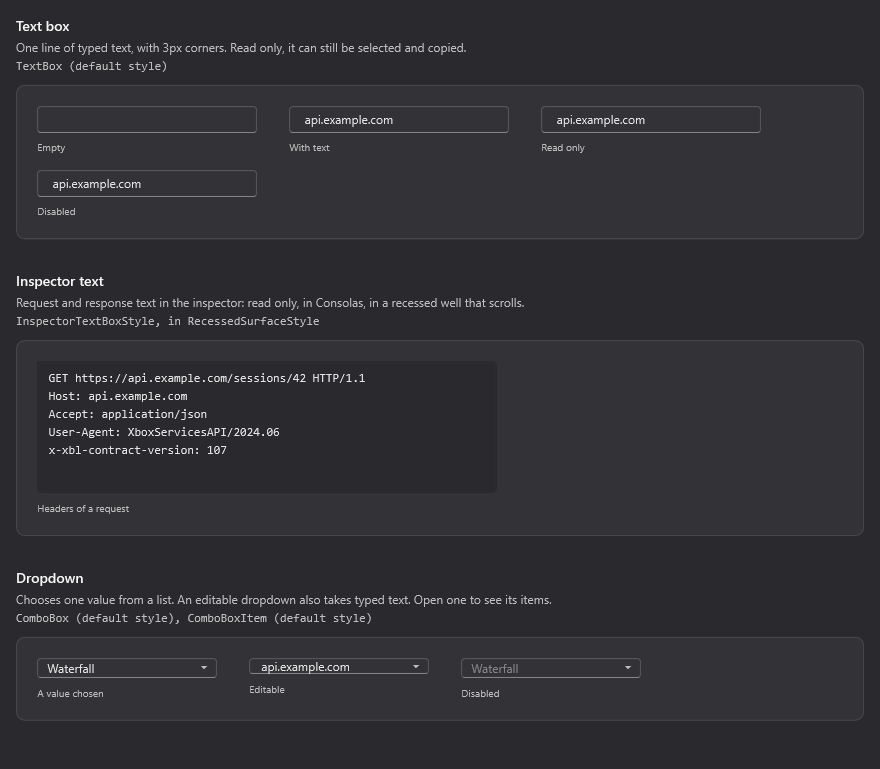 Text box
One line of typed text, with 3px corners. Read only, it can still be selected and copied.
TextBox (default style)
api.example.com
api.example.com
Empty
With text
Read only
api.example.com
Disabled
Inspector text
Request and response text in the inspector: read only, in Consolas, in a recessed well that scrolls.
InspectorTextBoxStyle, in RecessedSurfaceStyle
GET https://api.example.com/sessions/42 HTTP/1.1
Host: api.example.com
Accept: application/json
User-Agent: XboxServicesAPI/2024.06
x-xbl-contract-version: 107
Headers of a request
Dropdown
Chooses one value from a list. An editable dropdown also takes typed text. Open one to see its items.
ComboBox (default style), ComboBoxItem (default style)
Waterfall
api.example.com
Waterfall
A value chosen
Editable
Disabled